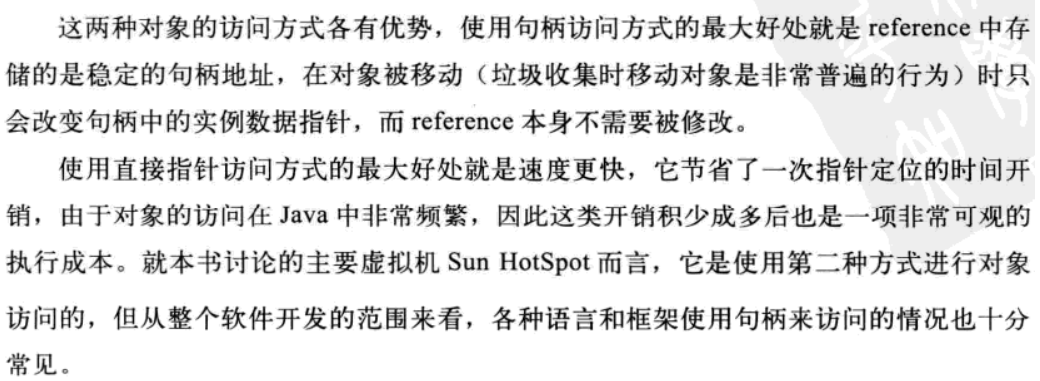 这两种对象的访问方式各有优势，使用句柄访问方式的最大好处就是 reference 中存
储的是稳定的句柄地址，在对象被移动（垃圾收集时移动对象是非常普遍的行为）时只
会改变句柄中的实例数据指针，而 reference 本身不需要被修改。
使用直接指针访问方式的最大好处就是速度更快，它节省了一次指针定位的时间开
销，由于对象的访问在 Java 中非常频繁，因此这类开销积少成多后也是一项非常可观的
执行成本。就本书讨论的主要虚拟机 Sun HotSpot 而言，它是使用第二种方式进行对象
访问的，但从整个软件开发的范围来看，各种语言和框架使用句柄来访问的情况也十分
常见。